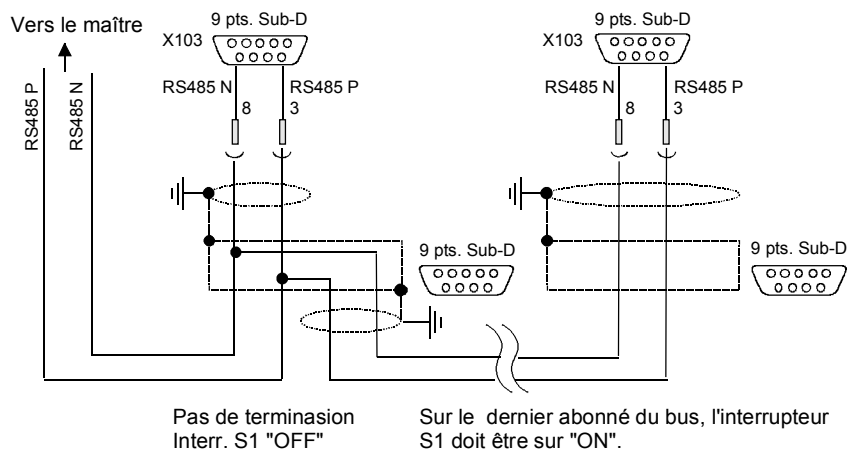 Vers le maître
RS485 P
RS485 N
9 pts. Sub-D
X103
RS485 N
RS485 P
8
3
9 pts. Sub-D
X103
RS485 N
RS485 P
8
3
9 pts. Sub-D
9 pts. Sub-D
Pas de terminasion
Interr. S1 "OFF"
Sur le dernier abonné du bus, l'interrupteur
S1 doit être sur "ON".